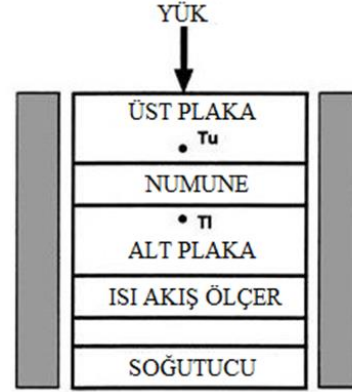 YÜK
ÜST PLAKA
Tu
NUMUNE
Tl
ALT PLAKA
ISI AKIŞ ÖLÇER
SOĞUTUCU